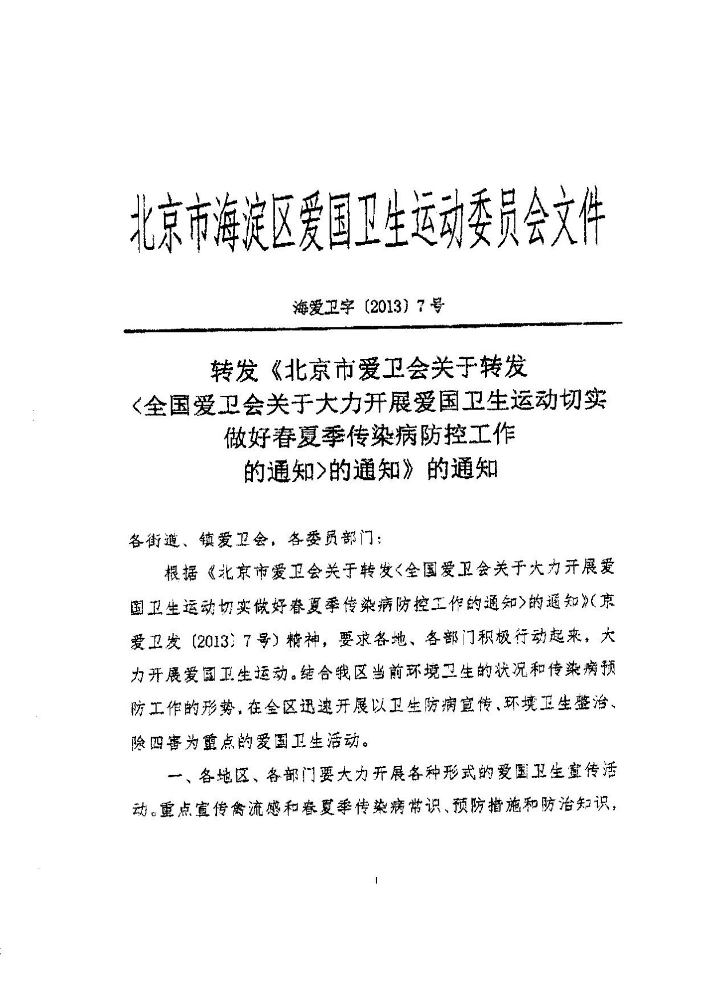 北京市海淀区爱国卫生运动委员会文件
海爱卫字〔2013〕7号
转发《北京市爱卫会关于转发
<全国爱卫会关于大力开展爱国卫生运动切实
做好春夏季传染病防控工作
的通知>的通知》的通知
各街道、镇爱卫会，各委员部门：
根据《北京市爱卫会关于转发<全国爱卫会关于大力开展爱
国卫生运动切实做好春夏季传染病防控工作的通知>的通知》(京
爱卫发〔2013〕7号)精神，要求各地、各部门积极行动起来，大
力开展爱国卫生运动。结合我区当前环境卫生的状况和传染病预
防工作的形势，在全区迅速开展以卫生防病宣传、环境卫生整治、
除四害为重点的爱国卫生活动。
一、各地区、各部门要大力开展各种形式的爱国卫生宣传活
动。重点宣传禽流感和春夏季传染病常识、预防措施和防治知识，
1